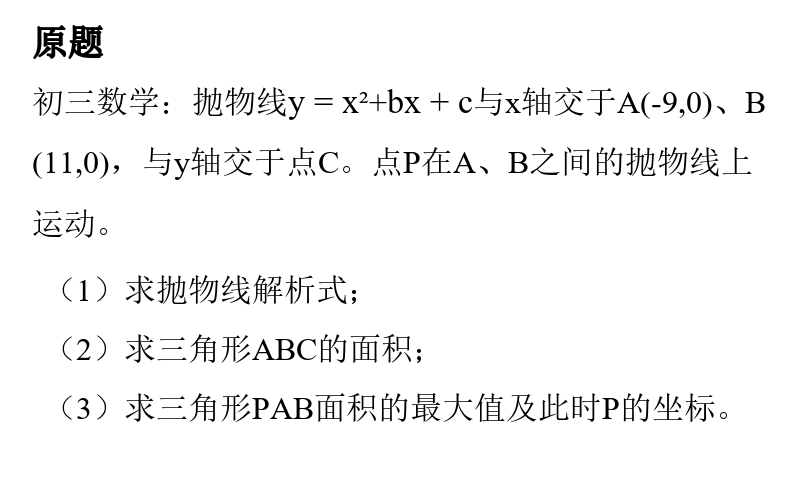 原题
初三数学：抛物线y = x²+bx + c与x轴交于A(-9,0)、B
(11,0)，与y轴交于点C。点P在A、B之间的抛物线上
运动。
（1）求抛物线解析式；
（2）求三角形ABC的面积；
（3）求三角形PAB面积的最大值及此时P的坐标。